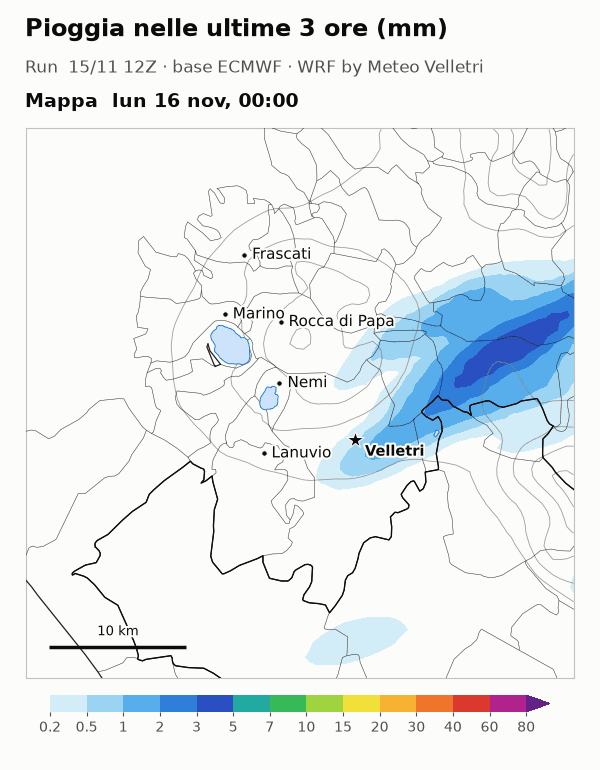 Pioggia nelle ultime 3 ore (mm)
Run  15/11 12Z · base ECMWF · WRF by Meteo Velletri
Mappa  lun 16 nov, 00:00
Frascati
Marino
Rocca di Papa
Nemi
Velletri
Lanuvio
10 km
0.2 0.5 1 2 3 5 7 10 15 20 30 40 60 80